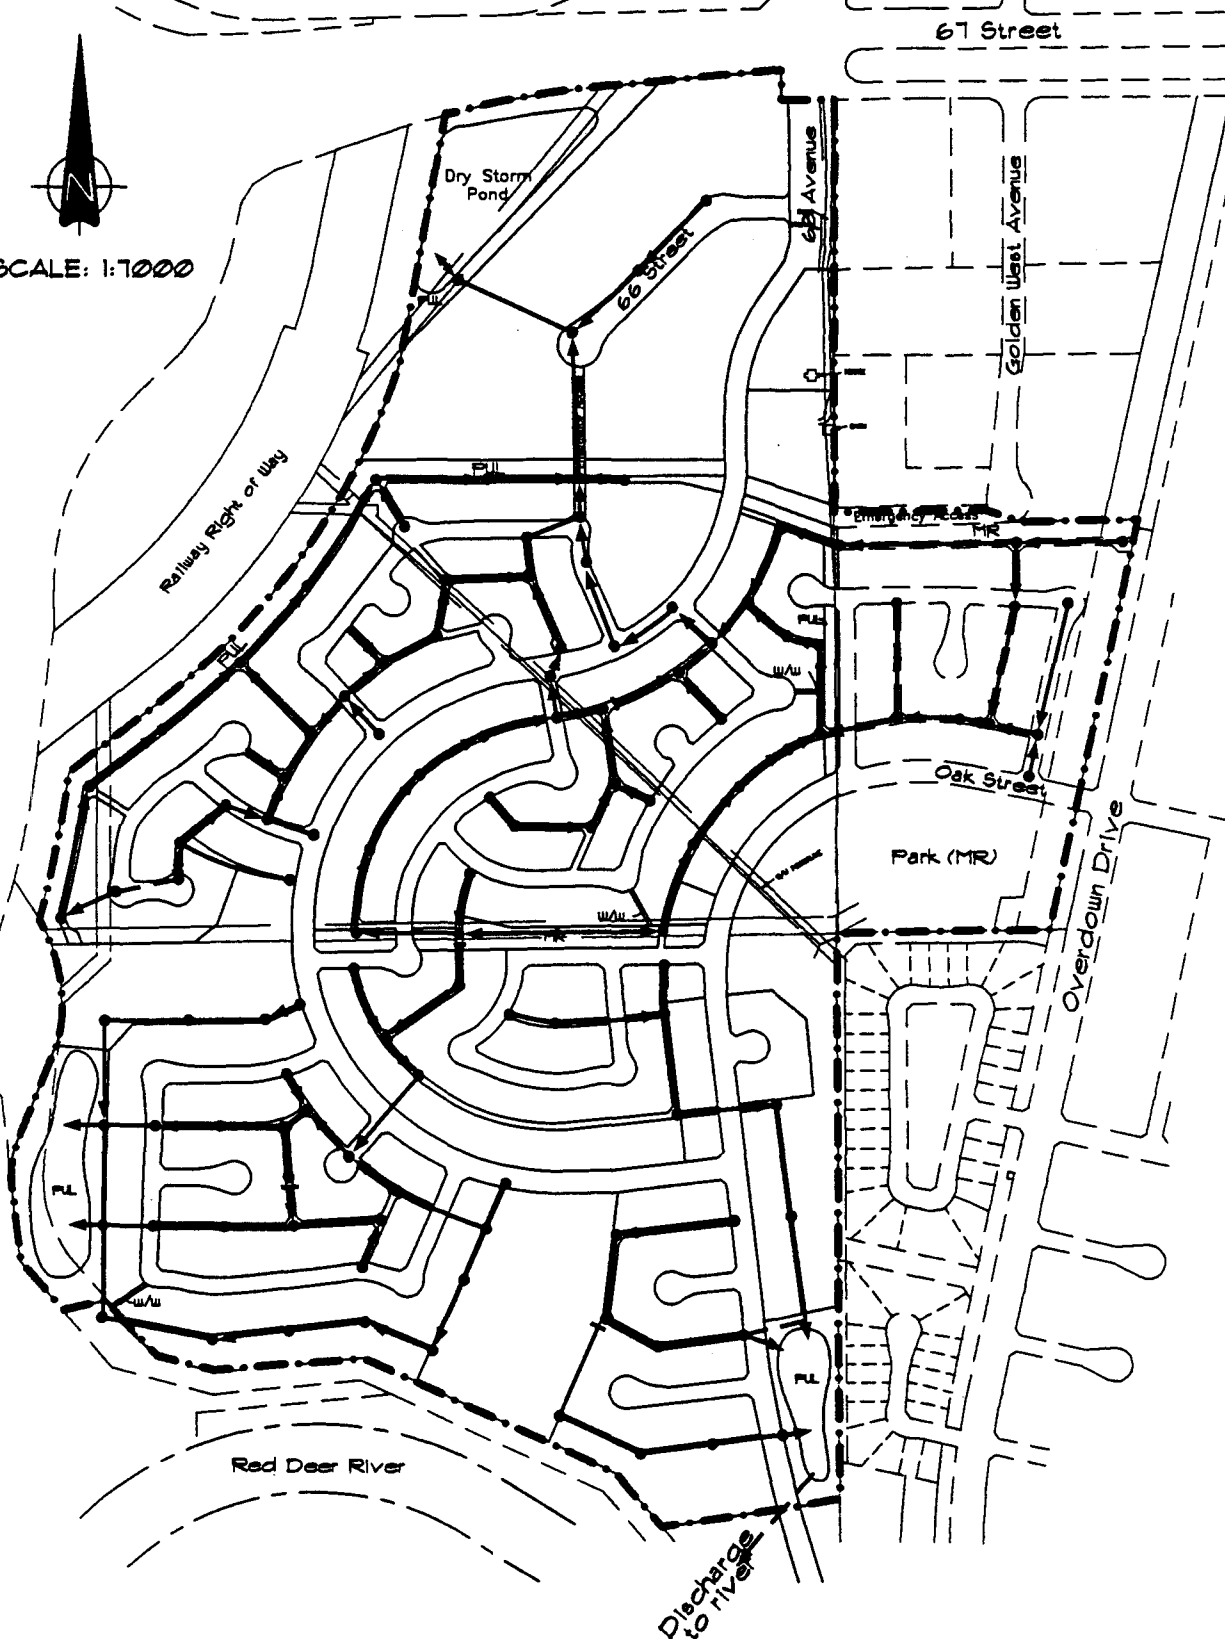 67 Street
Dry Storm
Pond
68 Avenue
Golden West Avenue
SCALE: 1:7000
66 Street
PUL
Railway Right of Way
PUL
Emergency Access
MR
PUL
PUL
W/W
Oak Street
Park (MR)
Overdown Drive
W/W
MR
PUL
W/W
PUL
Red Deer River
Discharge
to river